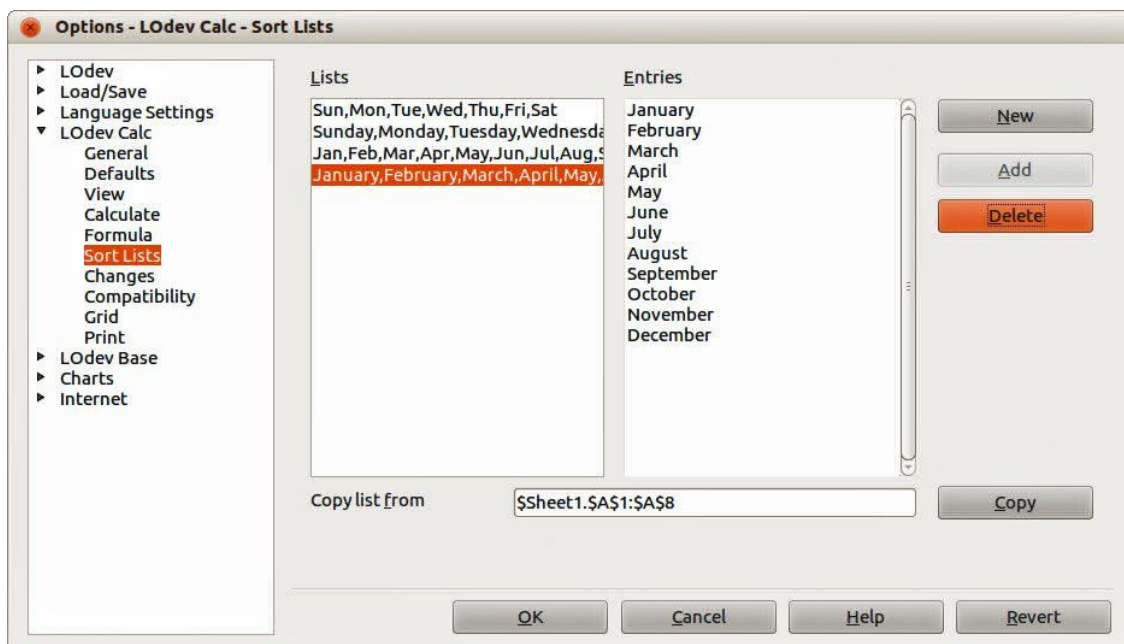 Options - LOdev Calc - Sort Lists
LOdev
Load/Save
Language Settings
LOdev Calc
General
Defaults
View
Calculate
Formula
Sort Lists
Changes
Compatibility
Grid
Print
LOdev Base
Charts
Internet
Lists
Sun,Mon,Tue,Wed,Thu,Fri,Sat
Sunday,Monday,Tuesday,Wednesda
Jan,Feb,Mar,Apr,May,Jun,Jul,Aug,S
January,February,March,April,May,
Entries
January
February
March
April
May
June
July
August
September
October
November
December
New
Add
Delete
Copy list from
$Sheet1.$A$1:$A$8
Copy
OK
Cancel
Help
Revert